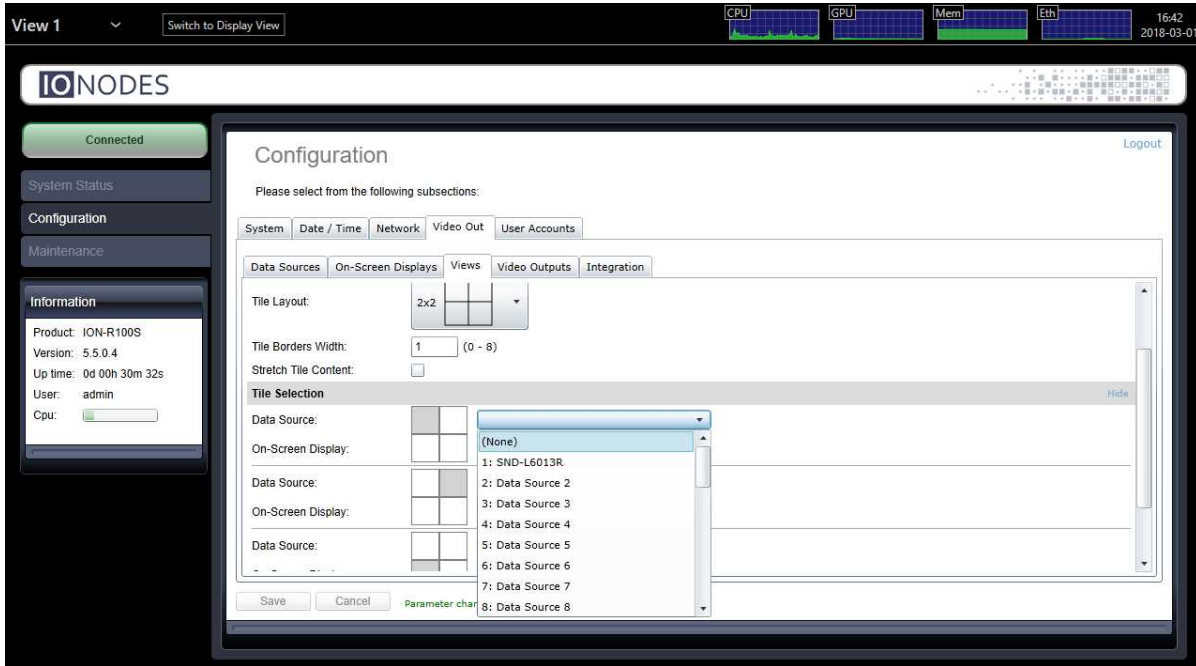 View 1
Switch to Display View
CPU
GPU
Mem
Eth
16:42
2018-03-01
IONODES
Connected
System Status
Configuration
Maintenance
Information
Product: ION-R100S
Version: 5.5.0.4
Up time: 0d 00h 30m 32s
User: admin
Cpu:
Logout
Configuration
Please select from the following subsections:
System Date / Time Network Video Out User Accounts
Data Sources On-Screen Displays Views Video Outputs Integration
Tile Layout: 2x2
Tile Borders Width: 1 (0 - 8)
Stretch Tile Content:
Tile Selection Hide
Data Source:
On-Screen Display:
Data Source:
On-Screen Display:
Data Source:
(None)
1: SND-L6013R
2: Data Source 2
3: Data Source 3
4: Data Source 4
5: Data Source 5
6: Data Source 6
7: Data Source 7
8: Data Source 8
Save Cancel Parameter